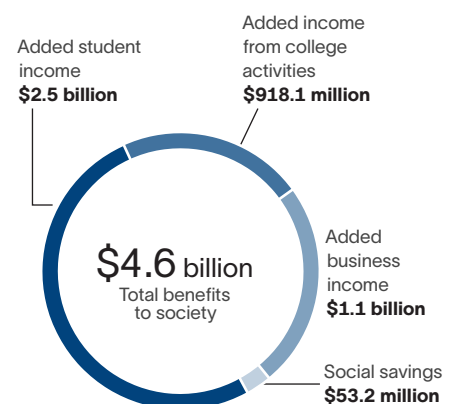 Added student
income
$2.5 billion
Added income
from college
activities
$918.1 million
$4.6 billion
Total benefits
to society
Added
business
income
$1.1 billion
Social savings
$53.2 million